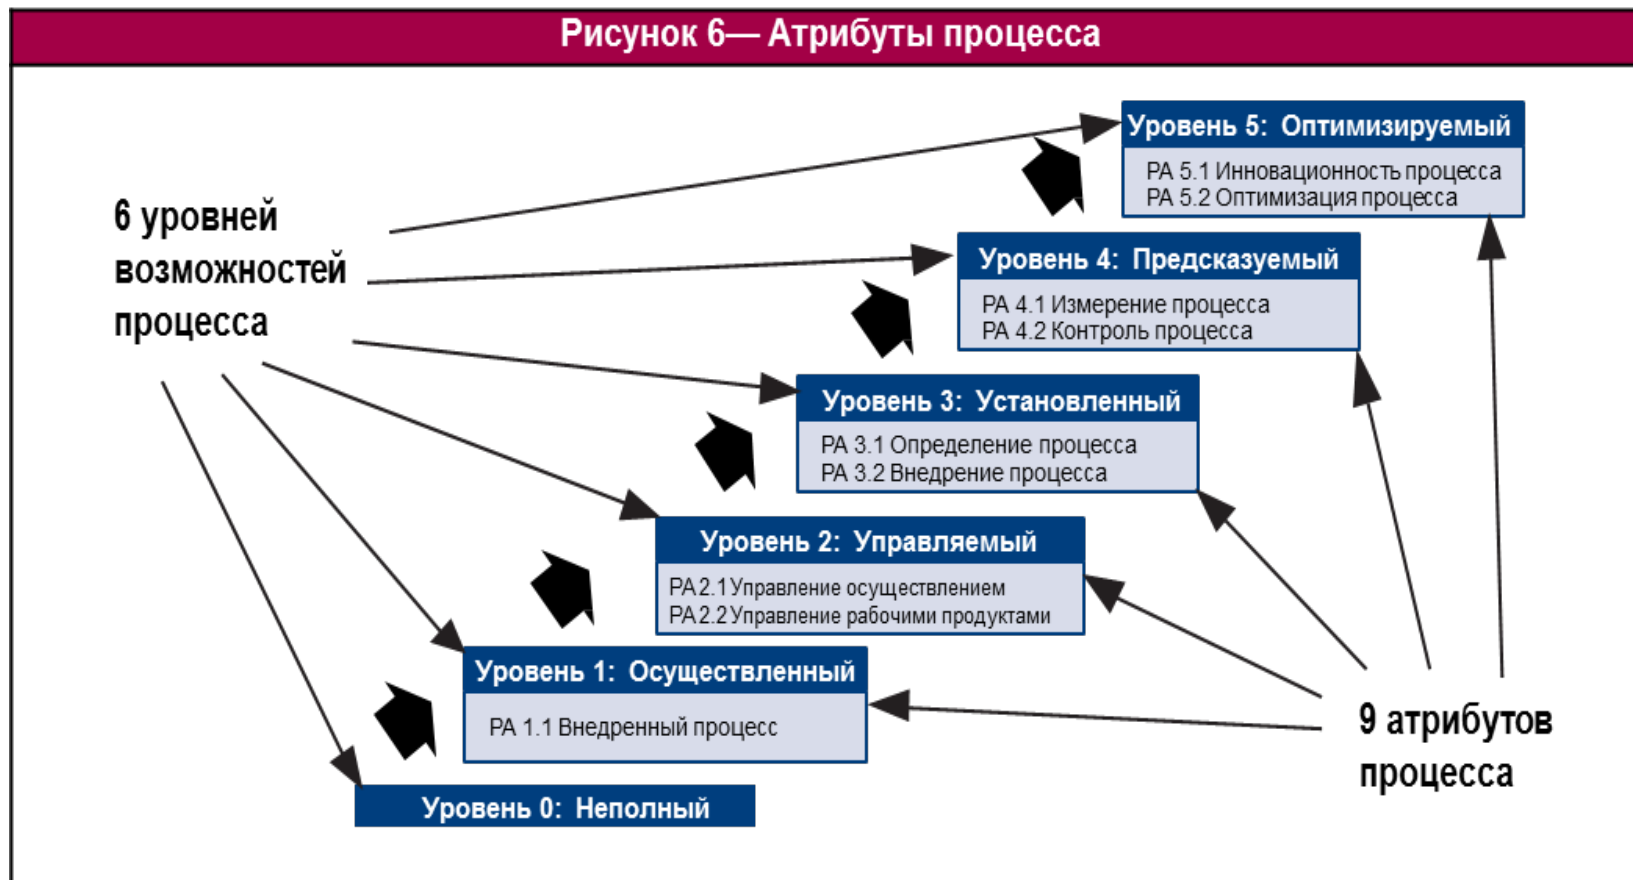 Рисунок 6— Атрибуты процесса
Уровень 5: Оптимизируемый
PA 5.1 Инновационность процесса
PA 5.2 Оптимизация процесса
6 уровней
возможностей
процесса
Уровень 4: Предсказуемый
PA 4.1 Измерение процесса
PA 4.2 Контроль процесса
Уровень 3: Установленный
PA 3.1 Определение процесса
PA 3.2 Внедрение процесса
Уровень 2: Управляемый
PA 2.1 Управление осуществлением
PA 2.2 Управление рабочими продуктами
Уровень 1: Осуществленный
PA 1.1 Внедренный процесс
9 атрибутов
процесса
Уровень 0: Неполный